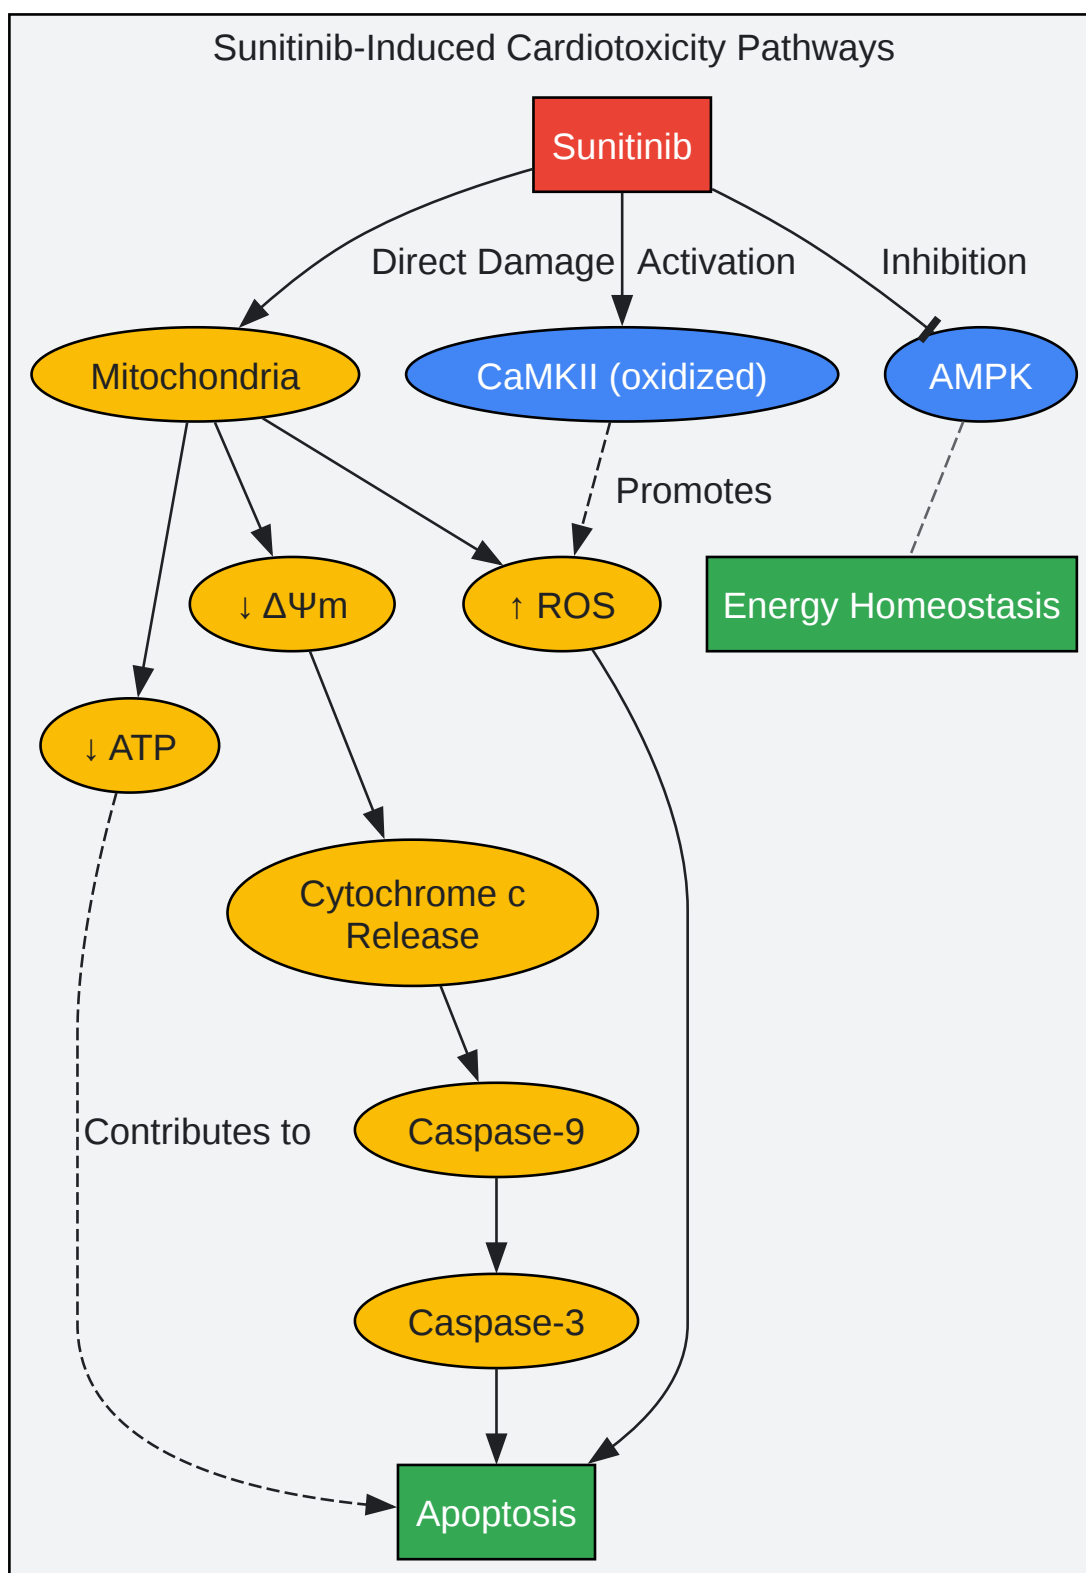 Sunitinib-Induced Cardiotoxicity Pathways
Sunitinib
Direct Damage
Activation
Inhibition
Mitochondria
CaMKII (oxidized)
AMPK
Promotes
↓ ΔΨm
↑ ROS
Energy Homeostasis
↓ ATP
Cytochrome c
Release
Contributes to
Caspase-9
Caspase-3
Apoptosis